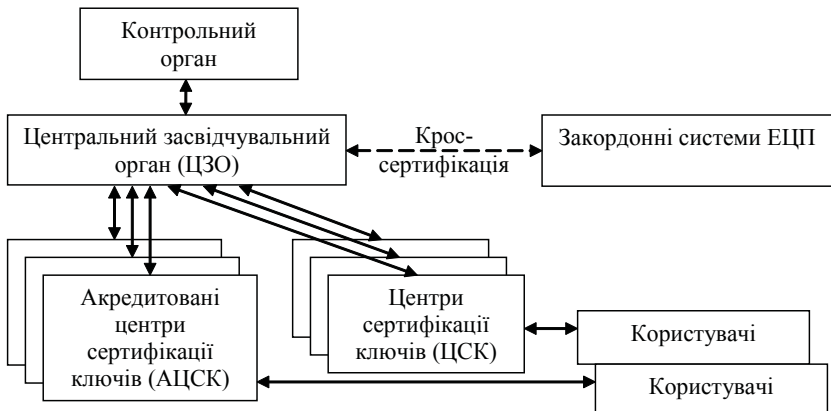 Контрольний
орган
Центральний засвідчувальний
орган (ЦЗО)
Крос-
сертифікація
Закордонні системи ЕЦП
Акредитовані
центри
сертифікації
ключів (АЦСК)
Центри
сертифікації
ключів (ЦСК)
Користувачі
Користувачі